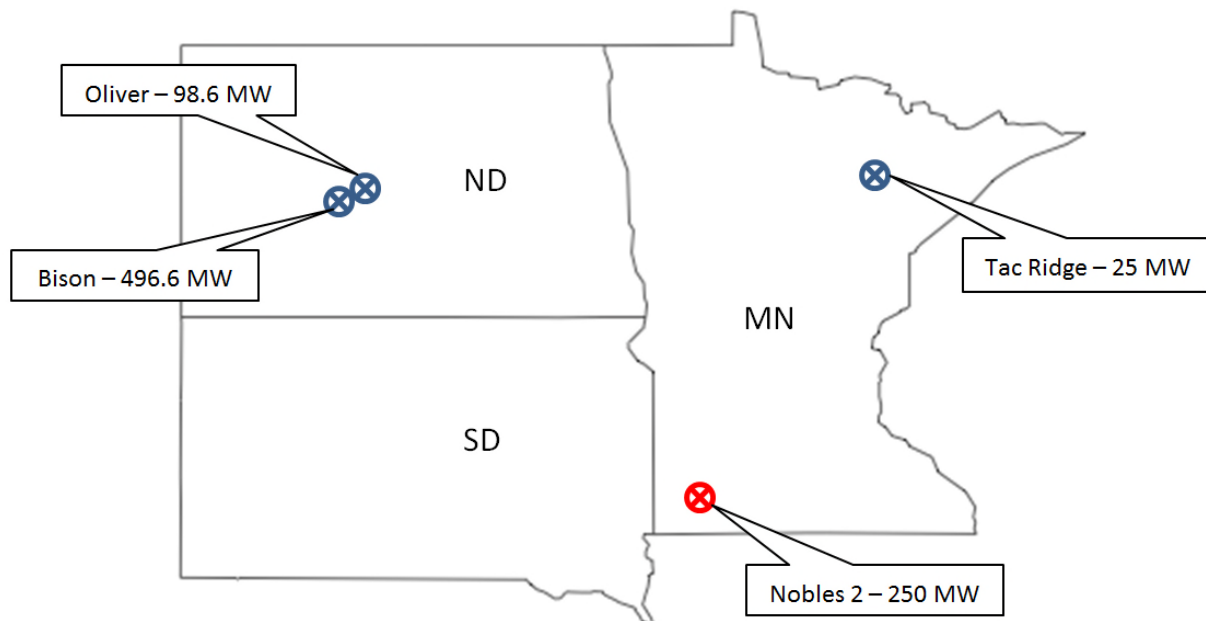 Oliver – 98.6 MW
ND
Bison – 496.6 MW
Tac Ridge – 25 MW
MN
SD
Nobles 2 – 250 MW